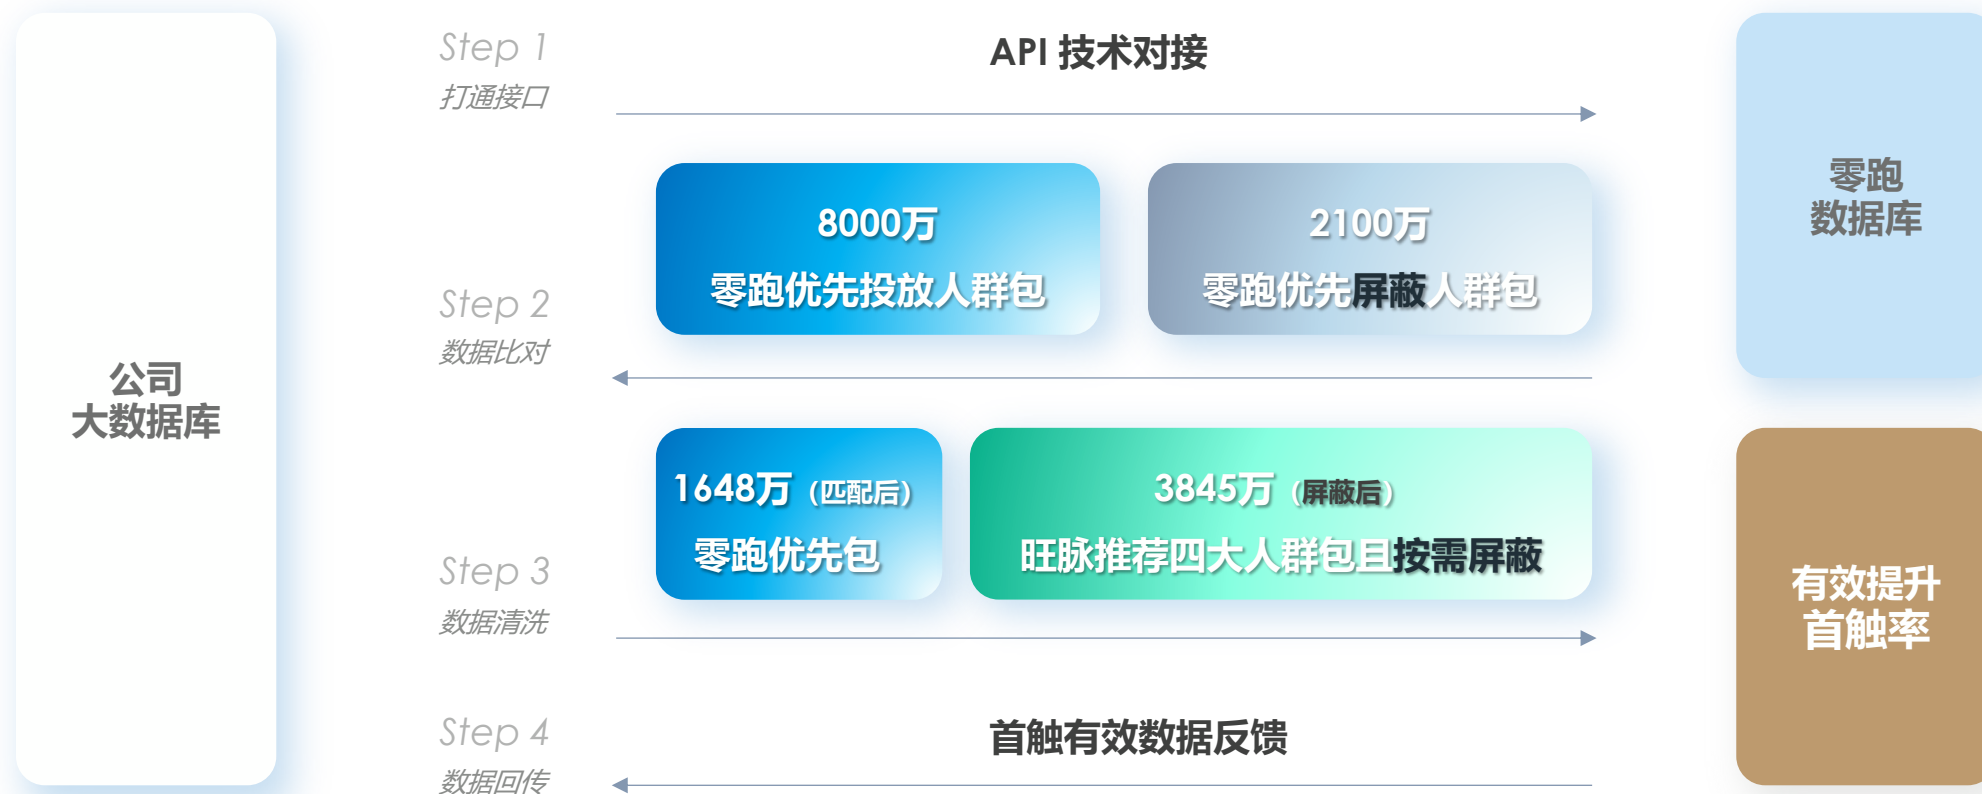 公司
大数据库
Step 1
打通接口
API 技术对接
Step 2
数据比对
8000万
零跑优先投放人群包
2100万
零跑优先屏蔽人群包
Step 3
数据清洗
1648万（匹配后）
零跑优先包
3845万（屏蔽后）
旺脉推荐四大人群包且按需屏蔽
Step 4
数据回传
首触有效数据反馈
零跑
数据库
有效提升
首触率